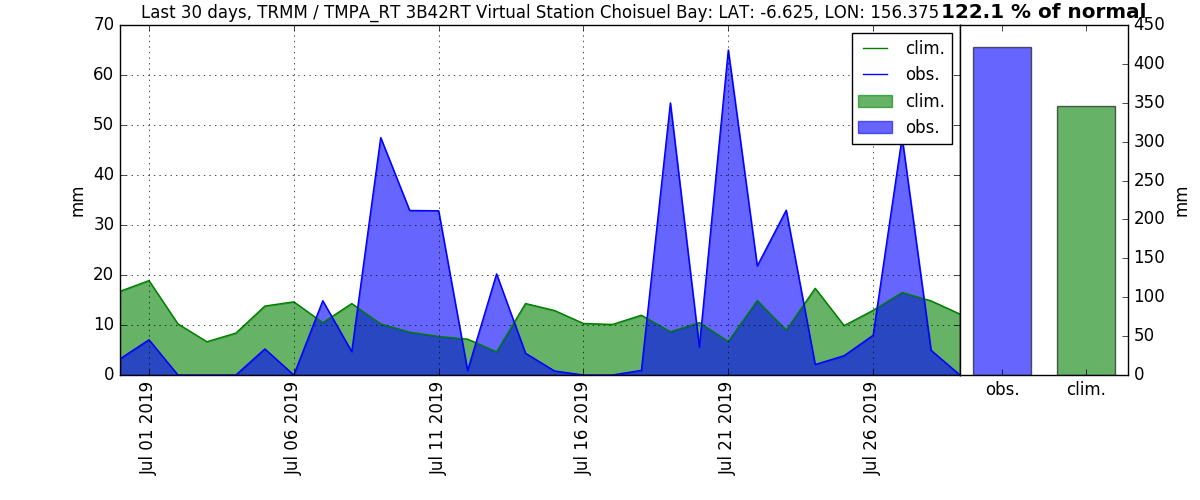 Last 30 days, TRMM / TMPA_RT 3B42RT Virtual Station Choisuel Bay: LAT: -6.625, LON: 156.375
122.1 % of normal
70
60
50
40
30
20
10
0
mm
clim.
obs.
clim.
obs.
Jul 01 2019
Jul 06 2019
Jul 11 2019
Jul 16 2019
Jul 21 2019
Jul 26 2019
450
400
350
300
250
200
150
100
50
0
mm
obs.
clim.